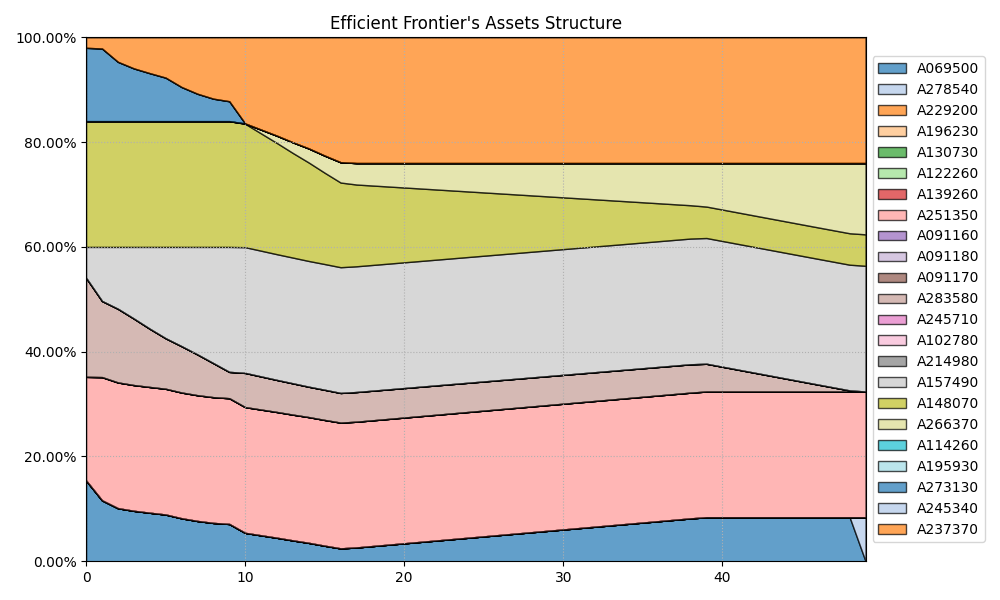 Efficient Frontier's Assets Structure
100.00%
80.00%
60.00%
40.00%
20.00%
0.00%
0
10
20
30
40
A069500
A278540
A229200
A196230
A130730
A122260
A139260
A251350
A091160
A091180
A091170
A283580
A245710
A102780
A214980
A157490
A148070
A266370
A114260
A195930
A273130
A245340
A237370